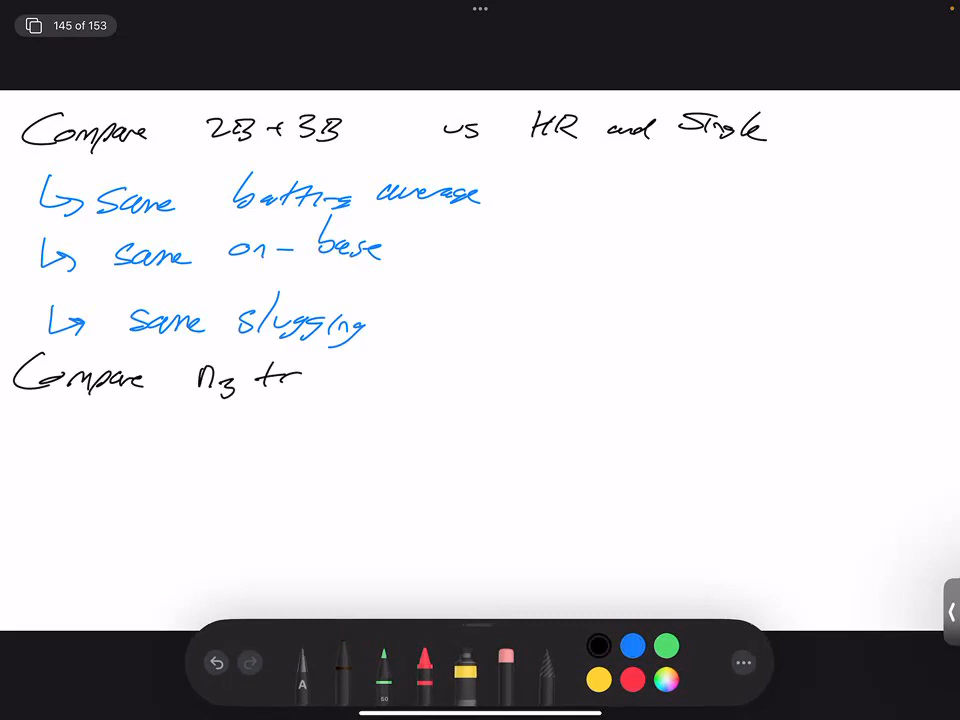 145 of 153
Compare 2B + 3B vs HR and Single
↳ same batting average
↳ same on-base
↳ same slugging
Compare n3 tr
A
50